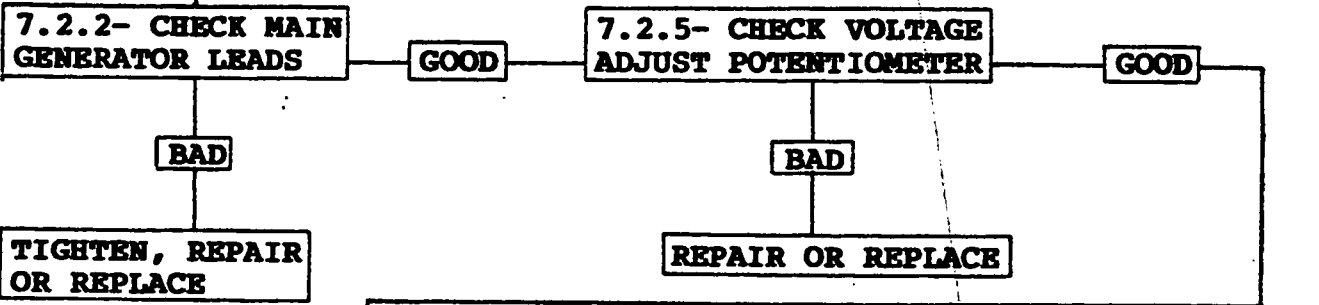 7.2.2- CHECK MAIN
GENERATOR LEADS
GOOD
7.2.5- CHECK VOLTAGE
ADJUST POTENTIOMETER
GOOD
BAD
BAD
TIGHTEN, REPAIR
OR REPLACE
REPAIR OR REPLACE